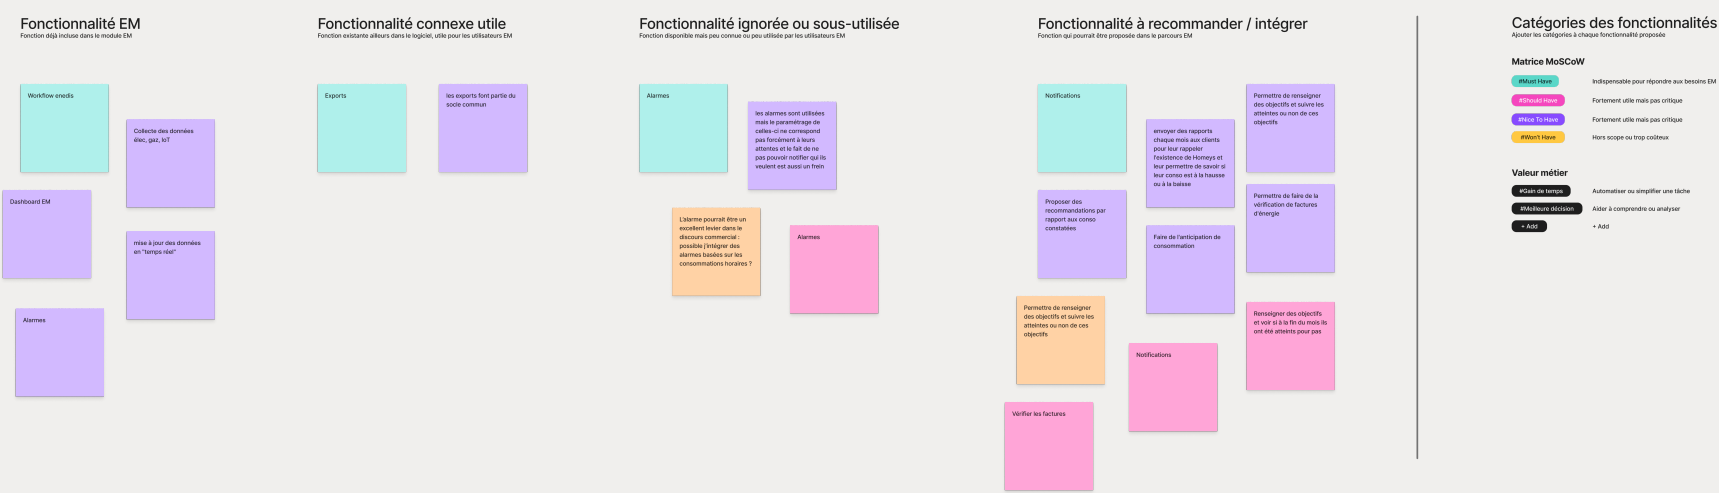 Fonctionnalité EM
Fonction déjà incluse dans le module EM
Workflow enedis
Collecte des données
élec, gaz, IoT
Dashboard EM
mise à jour des données
en "temps réel"
Alarmes
Fonctionnalité connexe utile
Fonction existante ailleurs dans le logiciel, utile pour les utilisateurs EM
Exports
les exports font partie du
socle commun
Fonctionnalité ignorée ou sous-utilisée
Fonction disponible mais peu connue ou peu utilisée par les utilisateurs EM
Alarmes
les alarmes sont utilisées
mais le paramétrage de
celles-ci ne correspond
pas forcément à leurs
attentes et le fait de ne
pas pouvoir notifier qui ils
veulent est aussi un frein
L'alarme pourrait être un
excellent levier dans le
discours commercial :
possible j'intégrer des
alarmes basées sur les
consommations horaires ?
Alarmes
Fonctionnalité à recommander / intégrer
Fonction qui pourrait être proposée dans le parcours EM
Notifications
envoyer des rapports
chaque mois aux clients
pour leur rappeler
l'existence de Homeys et
leur permettre de savoir si
leur conso est à la hausse
ou à la baisse
Permettre de renseigner
des objectifs et suivre les
atteintes ou non de ces
objectifs
Proposer des
recommandations par
rapport aux conso
constatées
Faire de l'anticipation de
consommation
Permettre de faire de la
vérification de factures
d'énergie
Permettre de renseigner
des objectifs et suivre les
atteintes ou non de ces
objectifs
Notifications
Renseigner des objectifs
et voir si à la fin du mois ils
ont été atteints pour pas
Vérifier les factures
Catégories des fonctionnalités
Ajouter les catégories à chaque fonctionnalité proposée
Matrice MoSCoW
#Must Have Indispensable pour répondre aux besoins EM
#Should Have Fortement utile mais pas critique
#Nice To Have Fortement utile mais pas critique
#Won't Have Hors scope ou trop coûteux
Valeur métier
#Gain de temps Automatiser ou simplifier une tâche
#Meilleure décision Aider à comprendre ou analyser
+ Add + Add